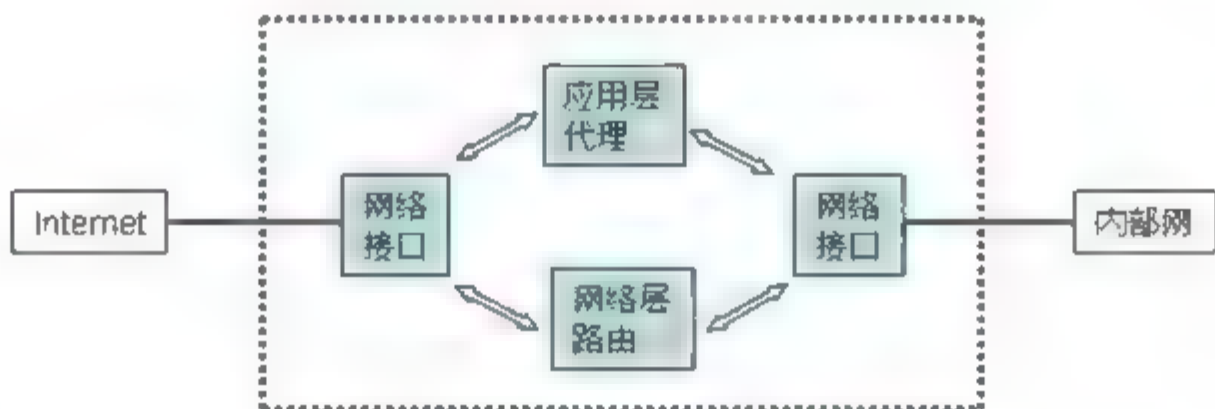 应用层
代理
Internet
网络
接口
网络
接口
内部网
网络层
路由